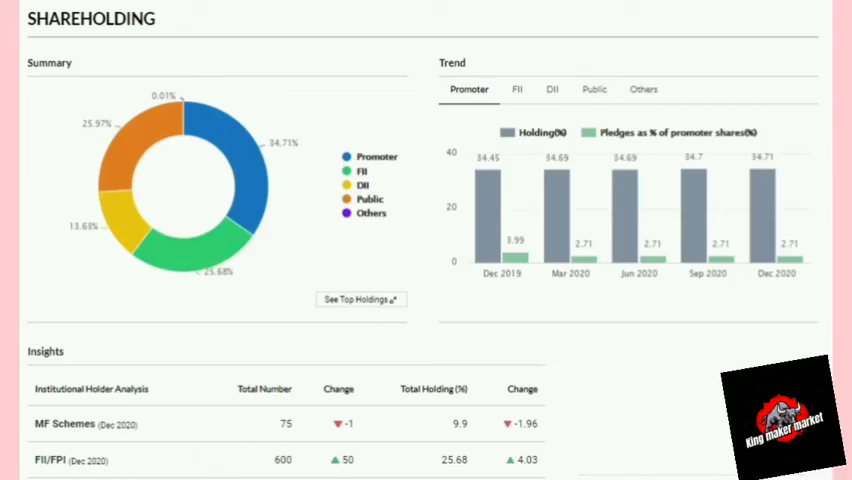 SHAREHOLDING
Summary
0.01%
25.97%
34.71%
13.63%
25.68%
Promoter
FII
DII
Public
Others
See Top Holdings
Trend
Promoter FII DII Public Others
Holding(%) Pledges as % of promoter shares(%)
40
20
0
34.45 34.69 34.69 34.7 34.71
3.99 2.71 2.71 2.71 2.71
Dec 2019 Mar 2020 Jun 2020 Sep 2020 Dec 2020
Insights
Institutional Holder Analysis Total Number Change Total Holding (%) Change
MF Schemes (Dec 2020) 75 ▼ -1 9.9 ▼ -1.96
FII/FPI (Dec 2020) 600 ▲ 50 25.68 ▲ 4.03
King maker market